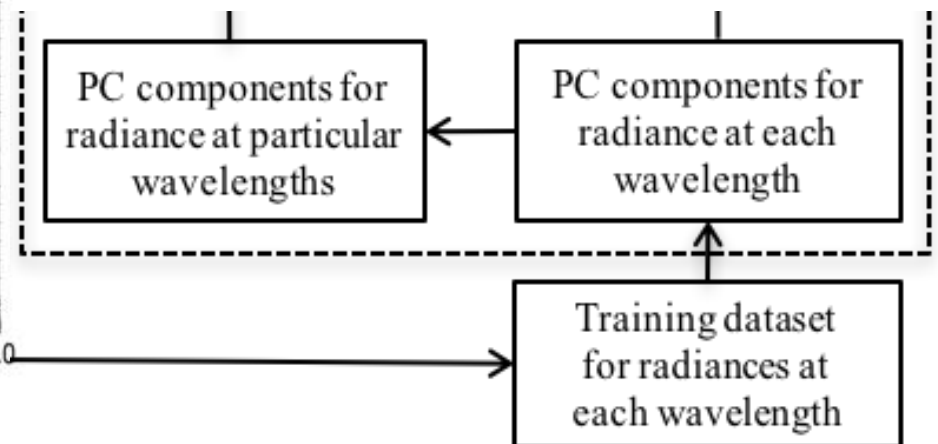 PC components for
radiance at particular
wavelengths
PC components for
radiance at each
wavelength
Training dataset
for radiances at
each wavelength
0